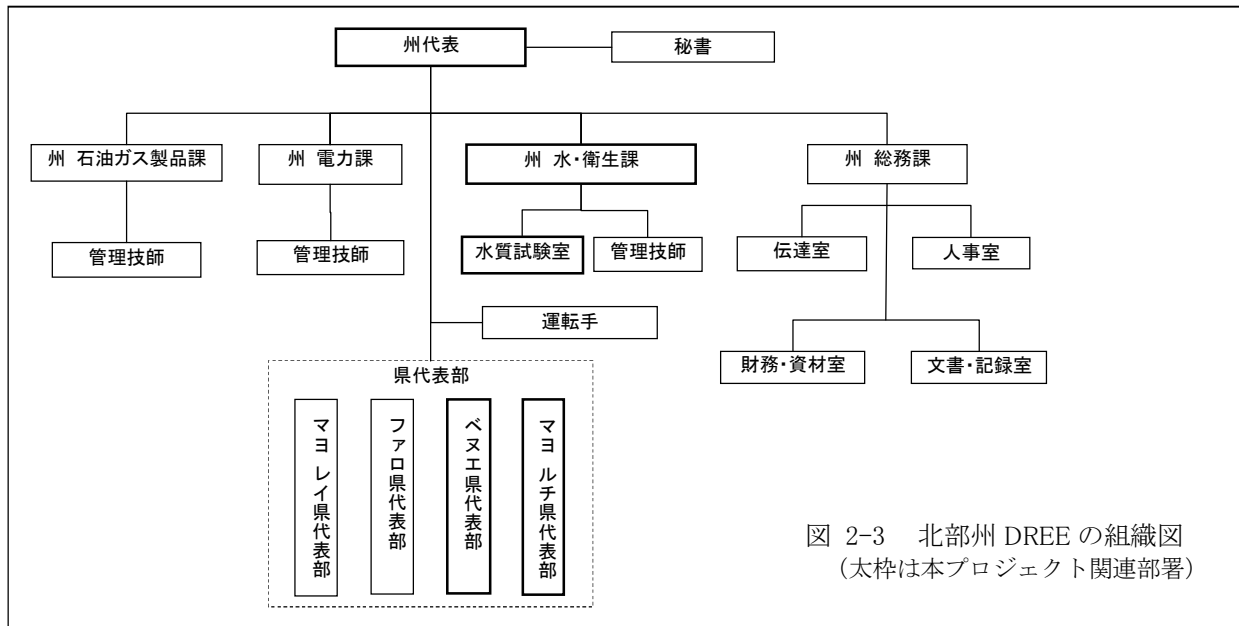 州代表
秘書
州 石油ガス製品課
州 電力課
州 水・衛生課
州 総務課
管理技師
管理技師
水質試験室
管理技師
伝達室
人事室
運転手
財務・資材室
文書・記録室
県代表部
マヨ レイ県代表部
ファロ県代表部
ベヌエ県代表部
マヨ ルチ県代表部
図 2-3 北部州 DREE の組織図
（太枠は本プロジェクト関連部署）